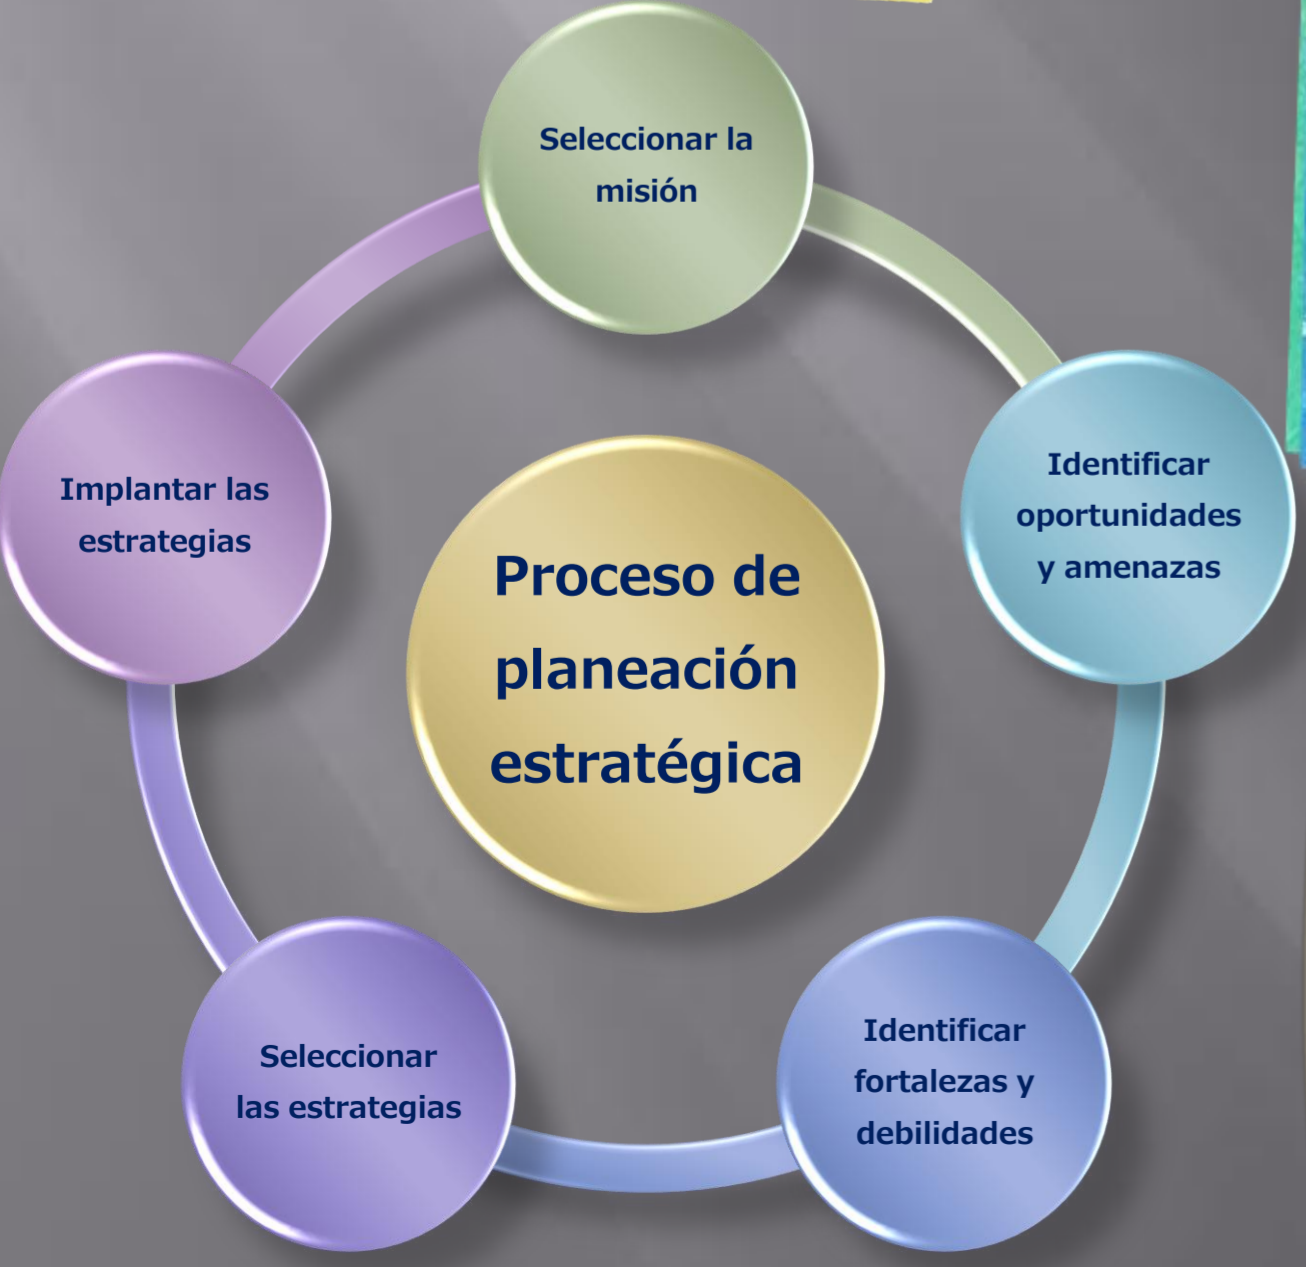 Seleccionar la
misión
Identificar
oportunidades
y amenazas
Identificar
fortalezas y
debilidades
Seleccionar
las estrategias
Implantar las
estrategias
Proceso de
planeación
estratégica